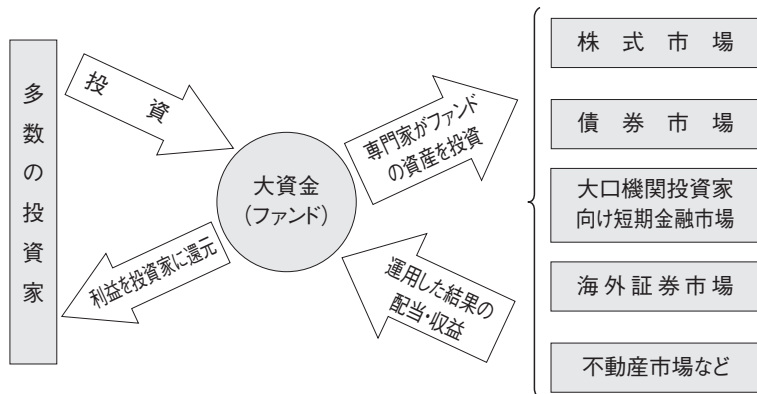 多数の投資家
投資
大資金
(ファンド)
利益を投資家に還元
専門家がファンド
の資産を投資
運用した結果の
配当・収益
株式市場
債券市場
大口機関投資家
向け短期金融市場
海外証券市場
不動産市場など